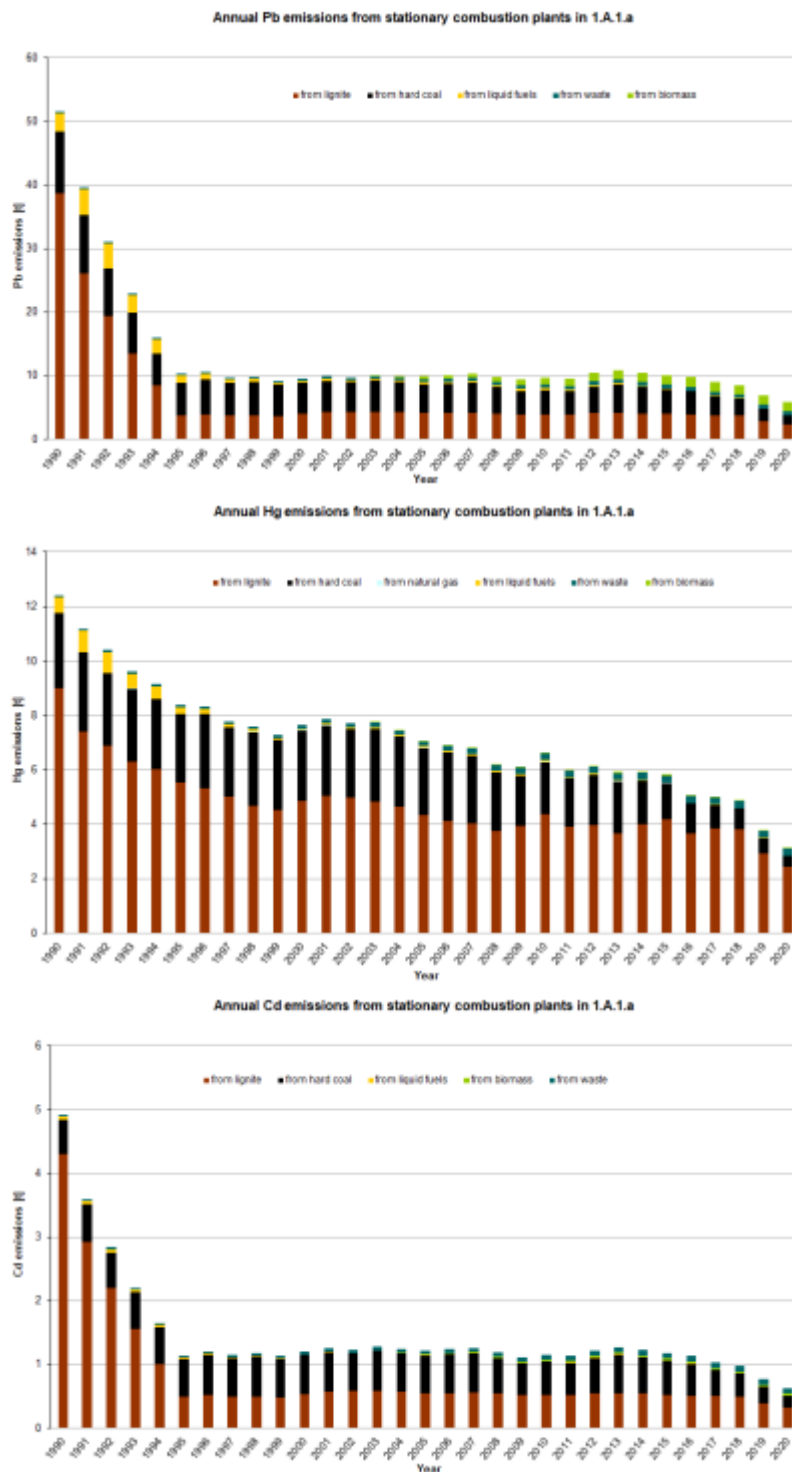 Annual Pb emissions from stationary combustion plants in 1.A.1.a
60
from lignite from hard coal from liquid fuels from waste from biomass
50
40
30
Pb emissions [t]
20
10
0
1990 1991 1992 1993 1994 1995 1996 1997 1998 1999 2000 2001 2002 2003 2004 2005 2006 2007 2008 2009 2010 2011 2012 2013 2014 2015 2016 2017 2018 2019 2020
Year
Annual Hg emissions from stationary combustion plants in 1.A.1.a
14
from lignite from hard coal from natural gas from liquid fuels from waste from biomass
12
10
8
Hg emissions [t]
6
4
2
0
1990 1991 1992 1993 1994 1995 1996 1997 1998 1999 2000 2001 2002 2003 2004 2005 2006 2007 2008 2009 2010 2011 2012 2013 2014 2015 2016 2017 2018 2019 2020
Year
Annual Cd emissions from stationary combustion plants in 1.A.1.a
6
from lignite from hard coal from liquid fuels from biomass from waste
5
4
3
Cd emissions [t]
2
1
0
1990 1991 1992 1993 1994 1995 1996 1997 1998 1999 2000 2001 2002 2003 2004 2005 2006 2007 2008 2009 2010 2011 2012 2013 2014 2015 2016 2017 2018 2019 2020
Year